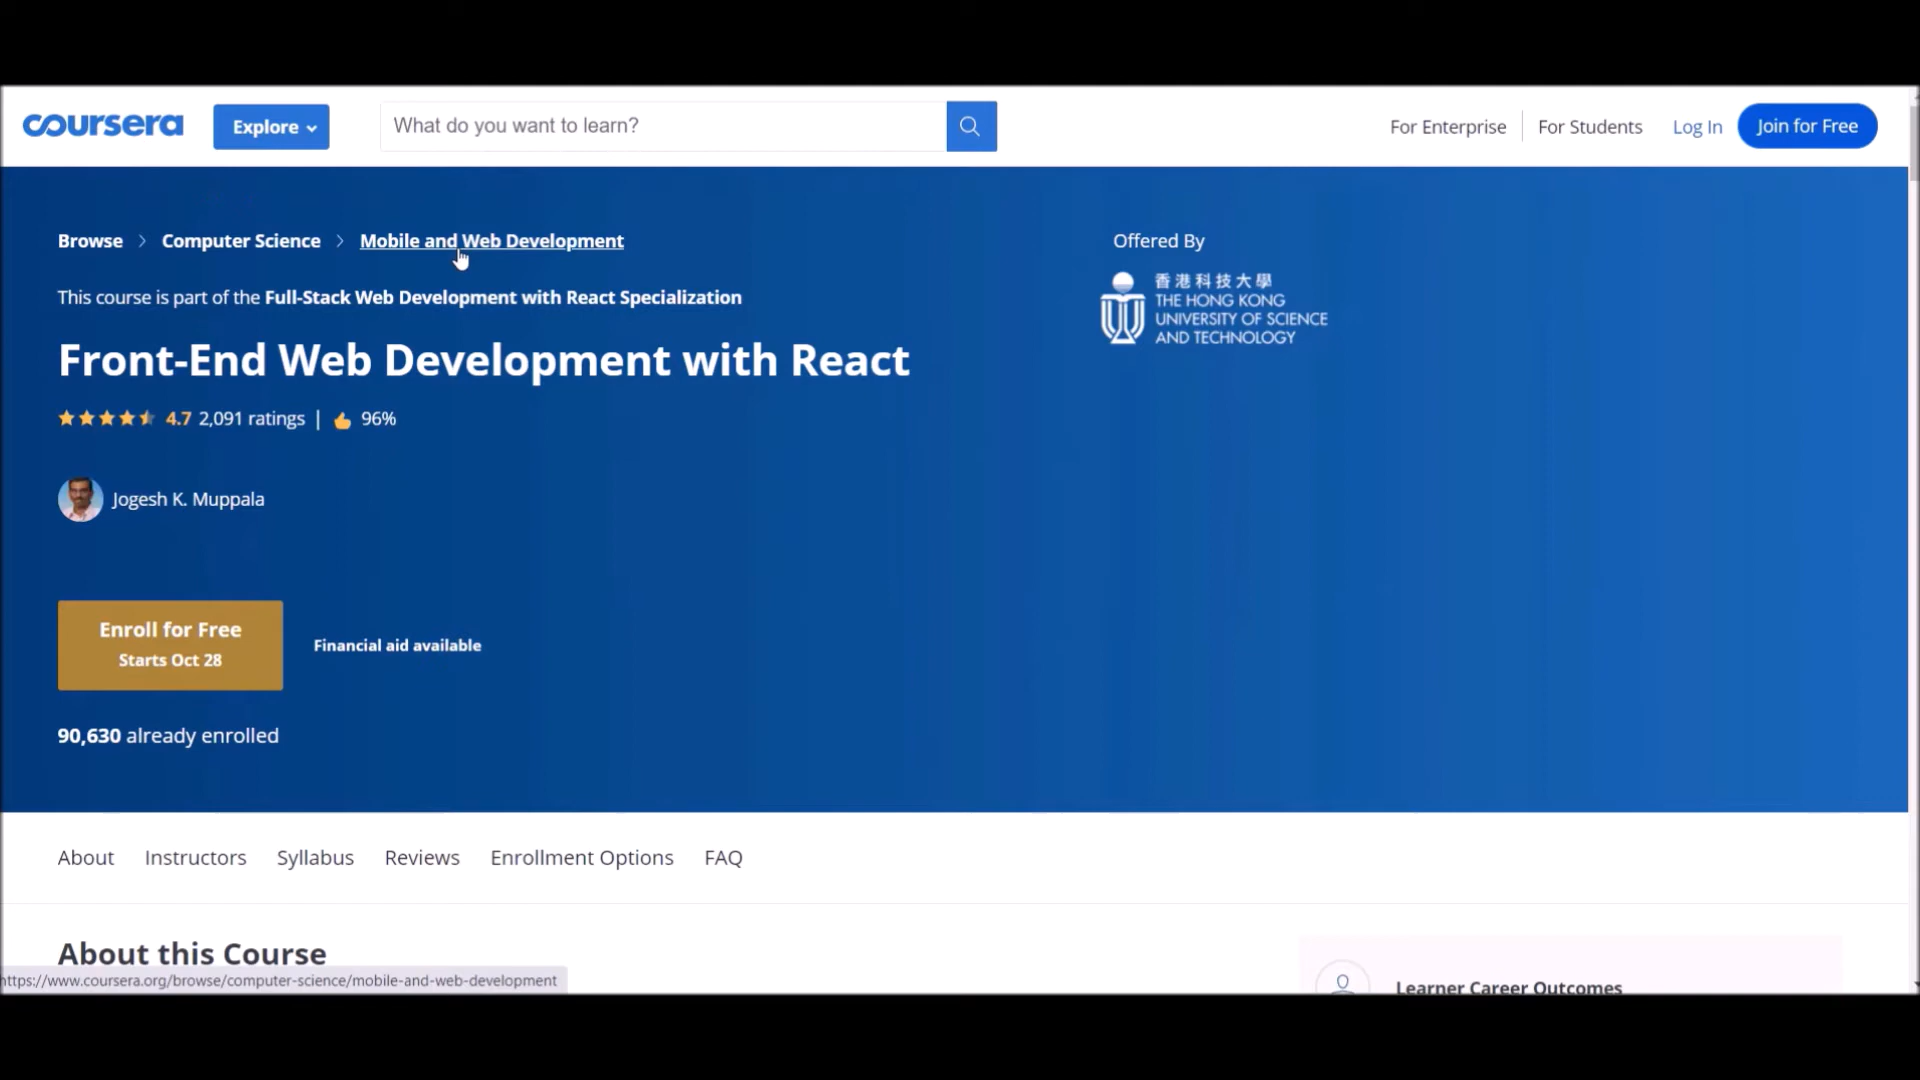 coursera Explore What do you want to learn? For Enterprise For Students Log In Join for Free
Browse > Computer Science > Mobile and Web Development
This course is part of the Full-Stack Web Development with React Specialization
Front-End Web Development with React
4.7 2,091 ratings | 96%
Jogesh K. Muppala
Enroll for Free
Starts Oct 28
Financial aid available
90,630 already enrolled
Offered By
香港科技大學
THE HONG KONG
UNIVERSITY OF SCIENCE
AND TECHNOLOGY
About Instructors Syllabus Reviews Enrollment Options FAQ
About this Course
Learner Career Outcomes
https://www.coursera.org/browse/computer-science/mobile-and-web-development